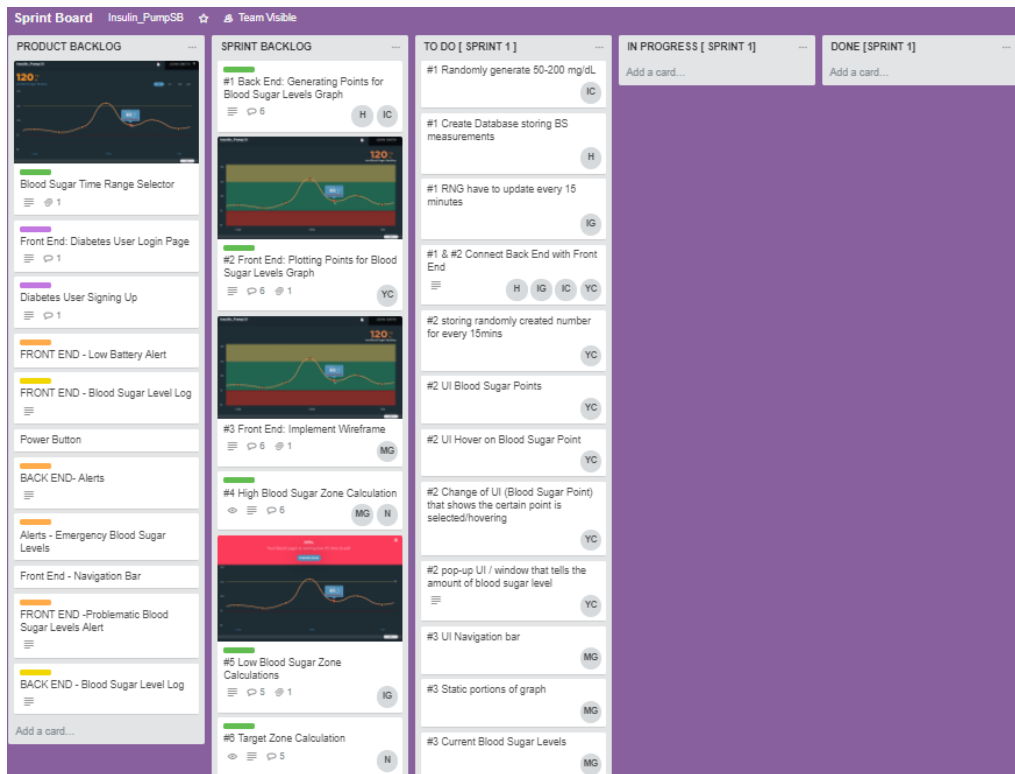 Sprint Board Insulin_PumpSB Team Visible
PRODUCT BACKLOG
120
Blood Sugar Time Range Selector
1
Front End: Diabetes User Login Page
1
Diabetes User Signing Up
1
FRONT END - Low Battery Alert
FRONT END - Blood Sugar Level Log
Power Button
BACK END- Alerts
Alerts - Emergency Blood Sugar
Levels
Front End - Navigation Bar
FRONT END -Problematic Blood
Sugar Levels Alert
BACK END - Blood Sugar Level Log
Add a card...
SPRINT BACKLOG
#1 Back End: Generating Points for
Blood Sugar Levels Graph
6 H IC
120
#2 Front End: Plotting Points for Blood
Sugar Levels Graph
6 1 YC
120
#3 Front End: Implement Wireframe
6 1 MG
#4 High Blood Sugar Zone Calculation
6 MG N
#5 Low Blood Sugar Zone
Calculations
5 1 IG
#6 Target Zone Calculation
5 N
TO DO [ SPRINT 1 ]
#1 Randomly generate 50-200 mg/dL
IC
#1 Create Database storing BS
measurements
H
#1 RNG have to update every 15
minutes
IG
#1 & #2 Connect Back End with Front
End
H IG IC YC
#2 storing randomly created number
for every 15mins
YC
#2 UI Blood Sugar Points
YC
#2 UI Hover on Blood Sugar Point
YC
#2 Change of UI (Blood Sugar Point)
that shows the certain point is
selected/hovering
YC
#2 pop-up UI / window that tells the
amount of blood sugar level
YC
#3 UI Navigation bar
MG
#3 Static portions of graph
MG
#3 Current Blood Sugar Levels
MG
IN PROGRESS [ SPRINT 1]
Add a card...
DONE [SPRINT 1]
Add a card...